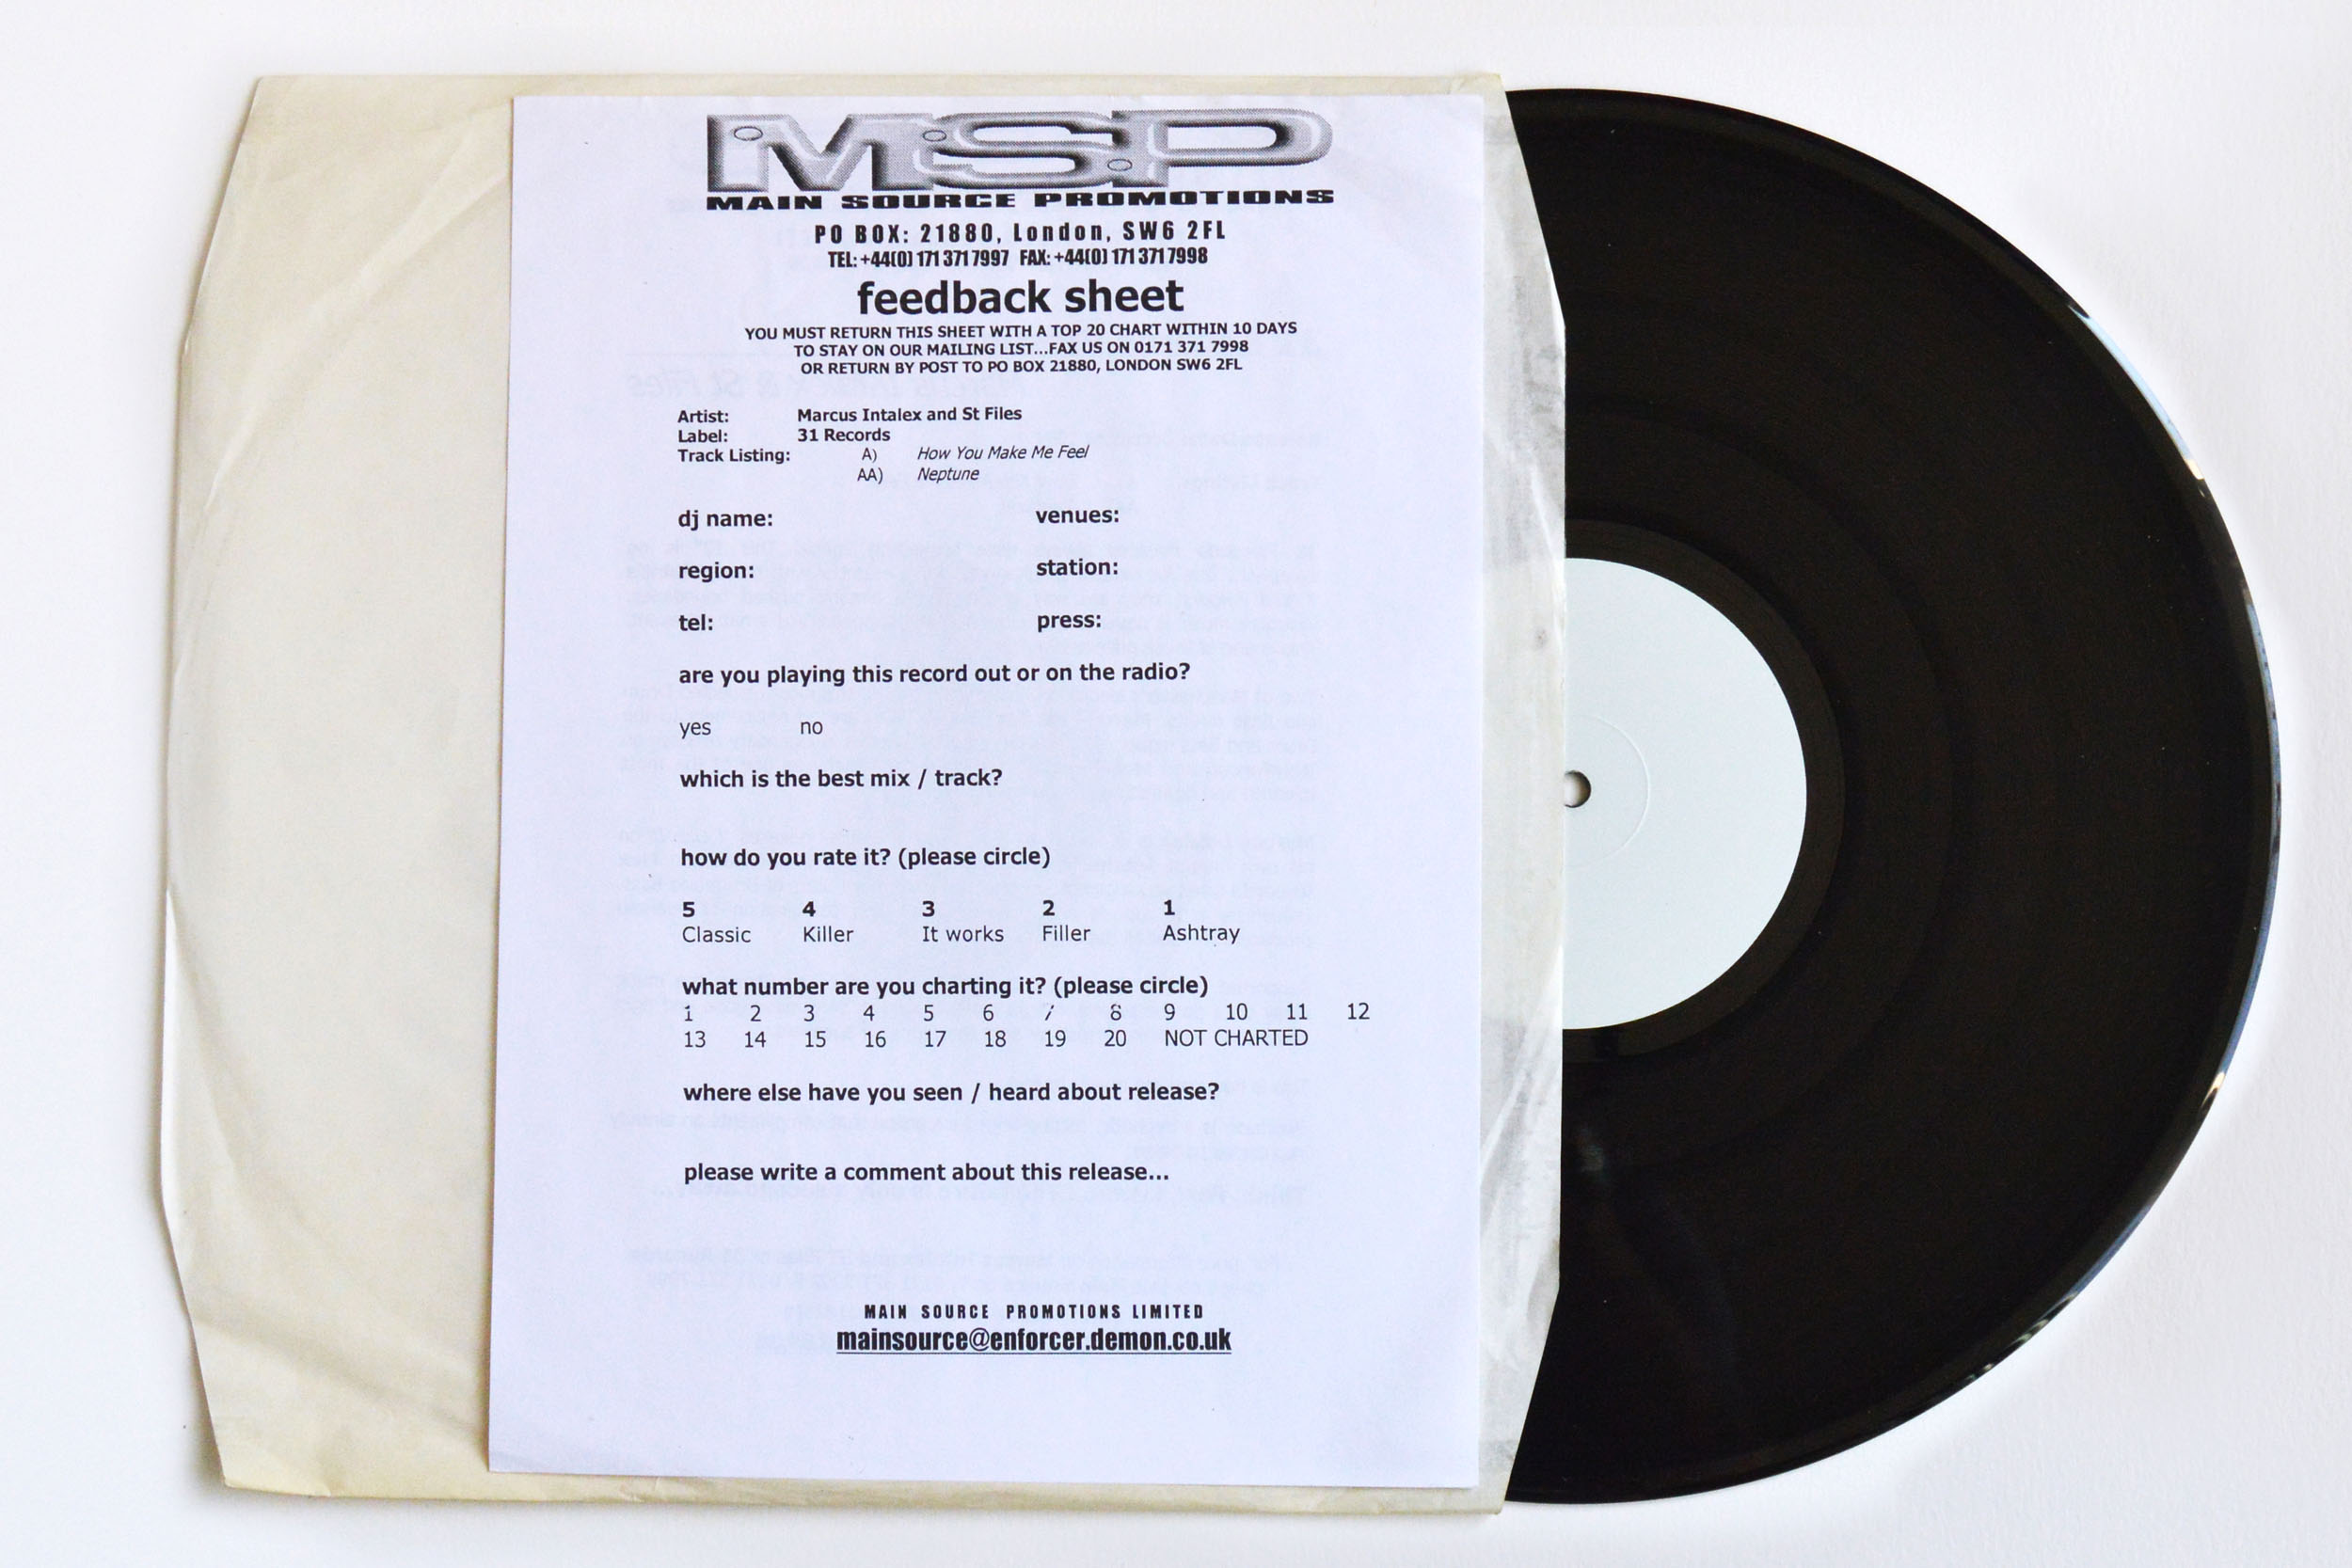 M·S·P
MAIN SOURCE PROMOTIONS
PO BOX: 21880, London, SW6 2FL
TEL: +44(0) 171 371 7997 FAX: +44(0) 171 371 7998
feedback sheet
YOU MUST RETURN THIS SHEET WITH A TOP 20 CHART WITHIN 10 DAYS
TO STAY ON OUR MAILING LIST...FAX US ON 0171 371 7998
OR RETURN BY POST TO PO BOX 21880, LONDON SW6 2FL
Artist: Marcus Intalex and St Files
Label: 31 Records
Track Listing: A) How You Make Me Feel
AA) Neptune
dj name: venues:
region: station:
tel: press:
are you playing this record out or on the radio?
yes no
which is the best mix / track?
how do you rate it? (please circle)
5 4 3 2 1
Classic Killer It works Filler Ashtray
what number are you charting it? (please circle)
1 2 3 4 5 6 7 8 9 10 11 12
13 14 15 16 17 18 19 20 NOT CHARTED
where else have you seen / heard about release?
please write a comment about this release...
MAIN SOURCE PROMOTIONS LIMITED
mainsource@enforcer.demon.co.uk